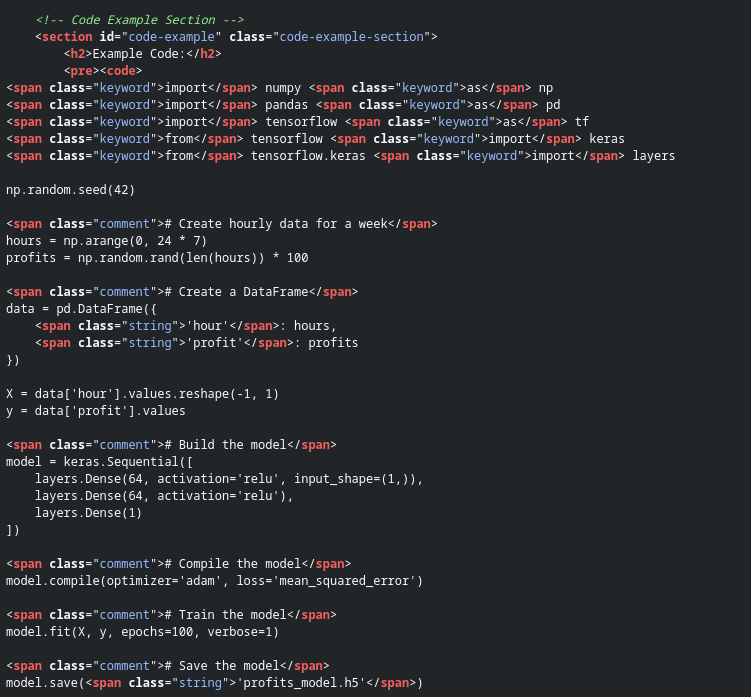 <!-- Code Example Section -->
<section id="code-example" class="code-example-section">
<h2>Example Code:</h2>
<pre><code>
<span class="keyword">import</span> numpy <span class="keyword">as</span> np
<span class="keyword">import</span> pandas <span class="keyword">as</span> pd
<span class="keyword">import</span> tensorflow <span class="keyword">as</span> tf
<span class="keyword">from</span> tensorflow <span class="keyword">import</span> keras
<span class="keyword">from</span> tensorflow.keras <span class="keyword">import</span> layers

np.random.seed(42)

<span class="comment"># Create hourly data for a week</span>
hours = np.arange(0, 24 * 7)
profits = np.random.rand(len(hours)) * 100

<span class="comment"># Create a DataFrame</span>
data = pd.DataFrame({
    <span class="string">'hour'</span>: hours,
    <span class="string">'profit'</span>: profits
})

X = data['hour'].values.reshape(-1, 1)
y = data['profit'].values

<span class="comment"># Build the model</span>
model = keras.Sequential([
    layers.Dense(64, activation='relu', input_shape=(1,)),
    layers.Dense(64, activation='relu'),
    layers.Dense(1)
])

<span class="comment"># Compile the model</span>
model.compile(optimizer='adam', loss='mean_squared_error')

<span class="comment"># Train the model</span>
model.fit(X, y, epochs=100, verbose=1)

<span class="comment"># Save the model</span>
model.save(<span class="string">'profits_model.h5'</span>)